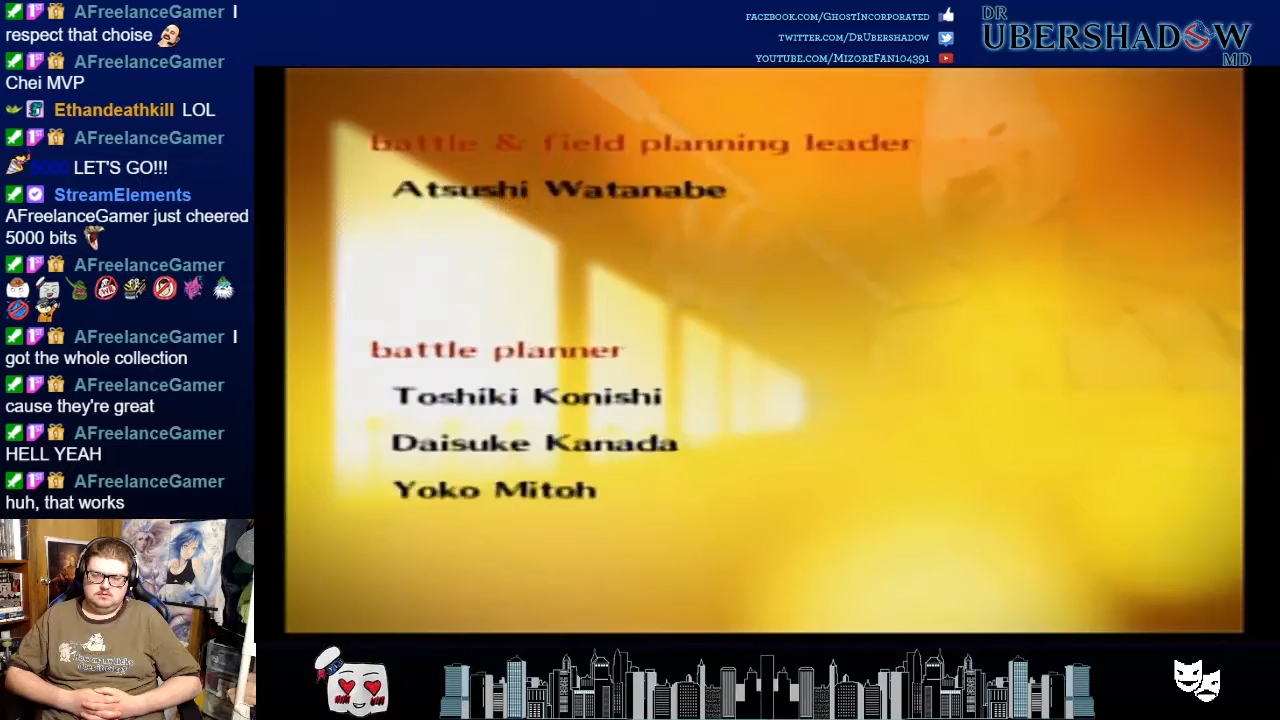 AFreelanceGamer I
respect that choise
AFreelanceGamer
Chei MVP
Ethandeathkill LOL
AFreelanceGamer
5000 LET'S GO!!!
StreamElements
AFreelanceGamer just cheered
5000 bits
AFreelanceGamer
AFreelanceGamer I
got the whole collection
AFreelanceGamer
cause they're great
AFreelanceGamer
HELL YEAH
AFreelanceGamer
huh, that works
facebook.com/GhostIncorporated
twitter.com/DrUbershadow
youtube.com/MizoreFan104391
DR
UBERSHADOW
MD
battle & field planning leader
Atsushi Watanabe
battle planner
Toshiki Konishi
Daisuke Kanada
Yoko Mitoh